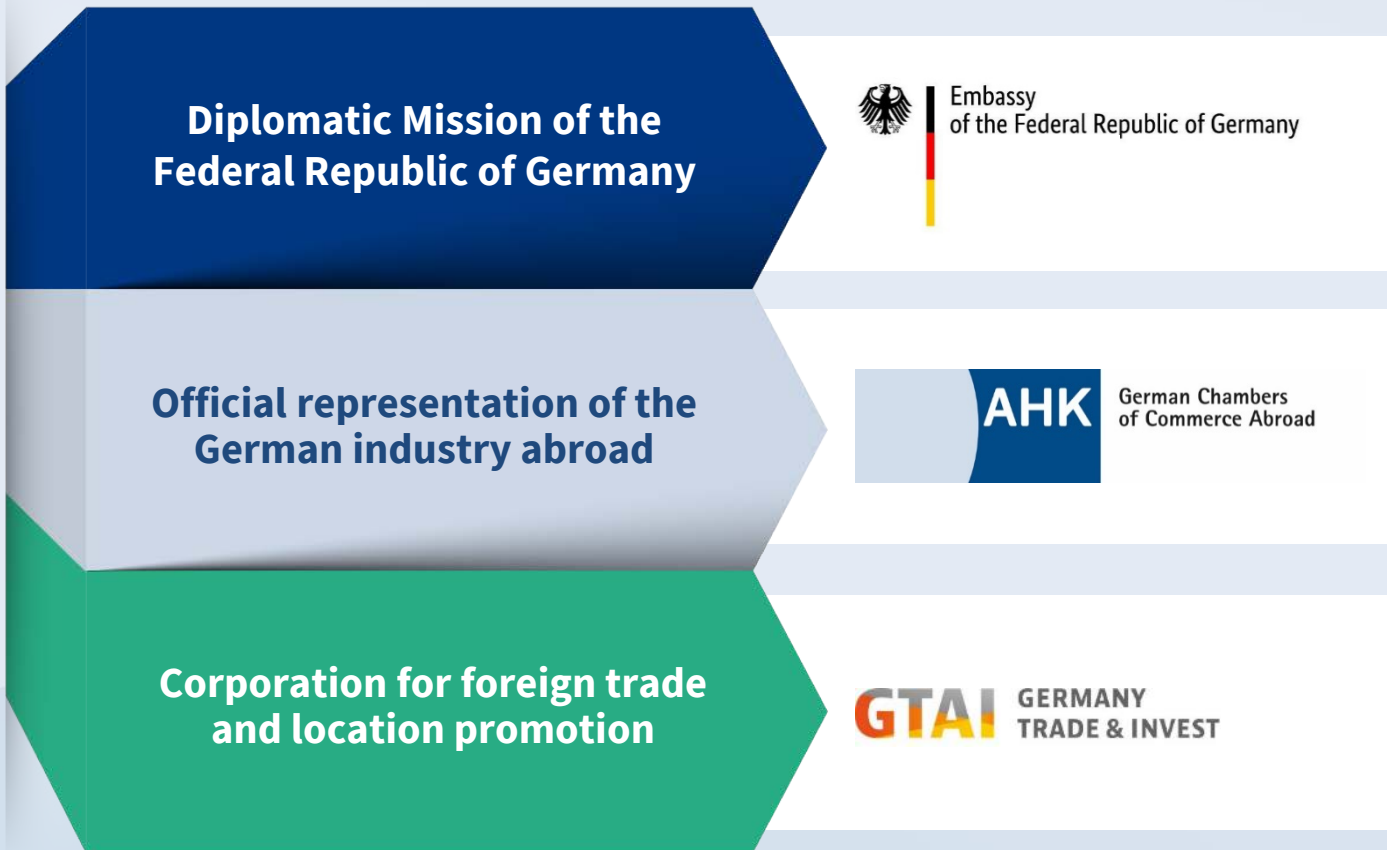 Diplomatic Mission of the
Federal Republic of Germany
Embassy
of the Federal Republic of Germany
Official representation of the
German industry abroad
AHK
German Chambers
of Commerce Abroad
Corporation for foreign trade
and location promotion
GTAI
GERMANY
TRADE & INVEST